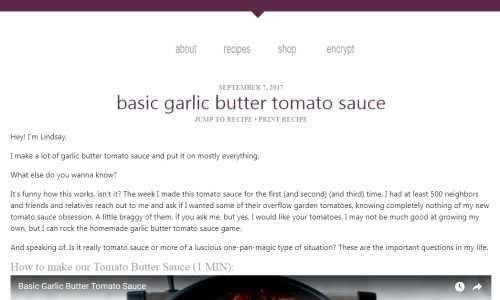 about recipes shop encrypt
SEPTEMBER 7, 2017
basic garlic butter tomato sauce
JUMP TO RECIPE • PRINT RECIPE
Hey! I'm Lindsay.
I make a lot of garlic butter tomato sauce and put it on mostly everything.
What else do you wanna know?
It's funny how this works, isn't it? The week I made this tomato sauce for the first (and second) (and third) time, I had at least 500 neighbors
and friends and relatives reach out to me and ask if I wanted some of their overflow garden tomatoes, knowing completely nothing of my new
tomato sauce obsession. A little braggy of them, if you ask me, but yes, I would like your tomatoes. I may not be much good at growing my
own, but I can rock the homemade garlic butter tomato sauce game.
And speaking of. Is it really tomato sauce or more of a luscious one-pan-magic type of situation? These are the important questions in my life.
How to make our Tomato Butter Sauce (1 MIN):
Basic Garlic Butter Tomato Sauce